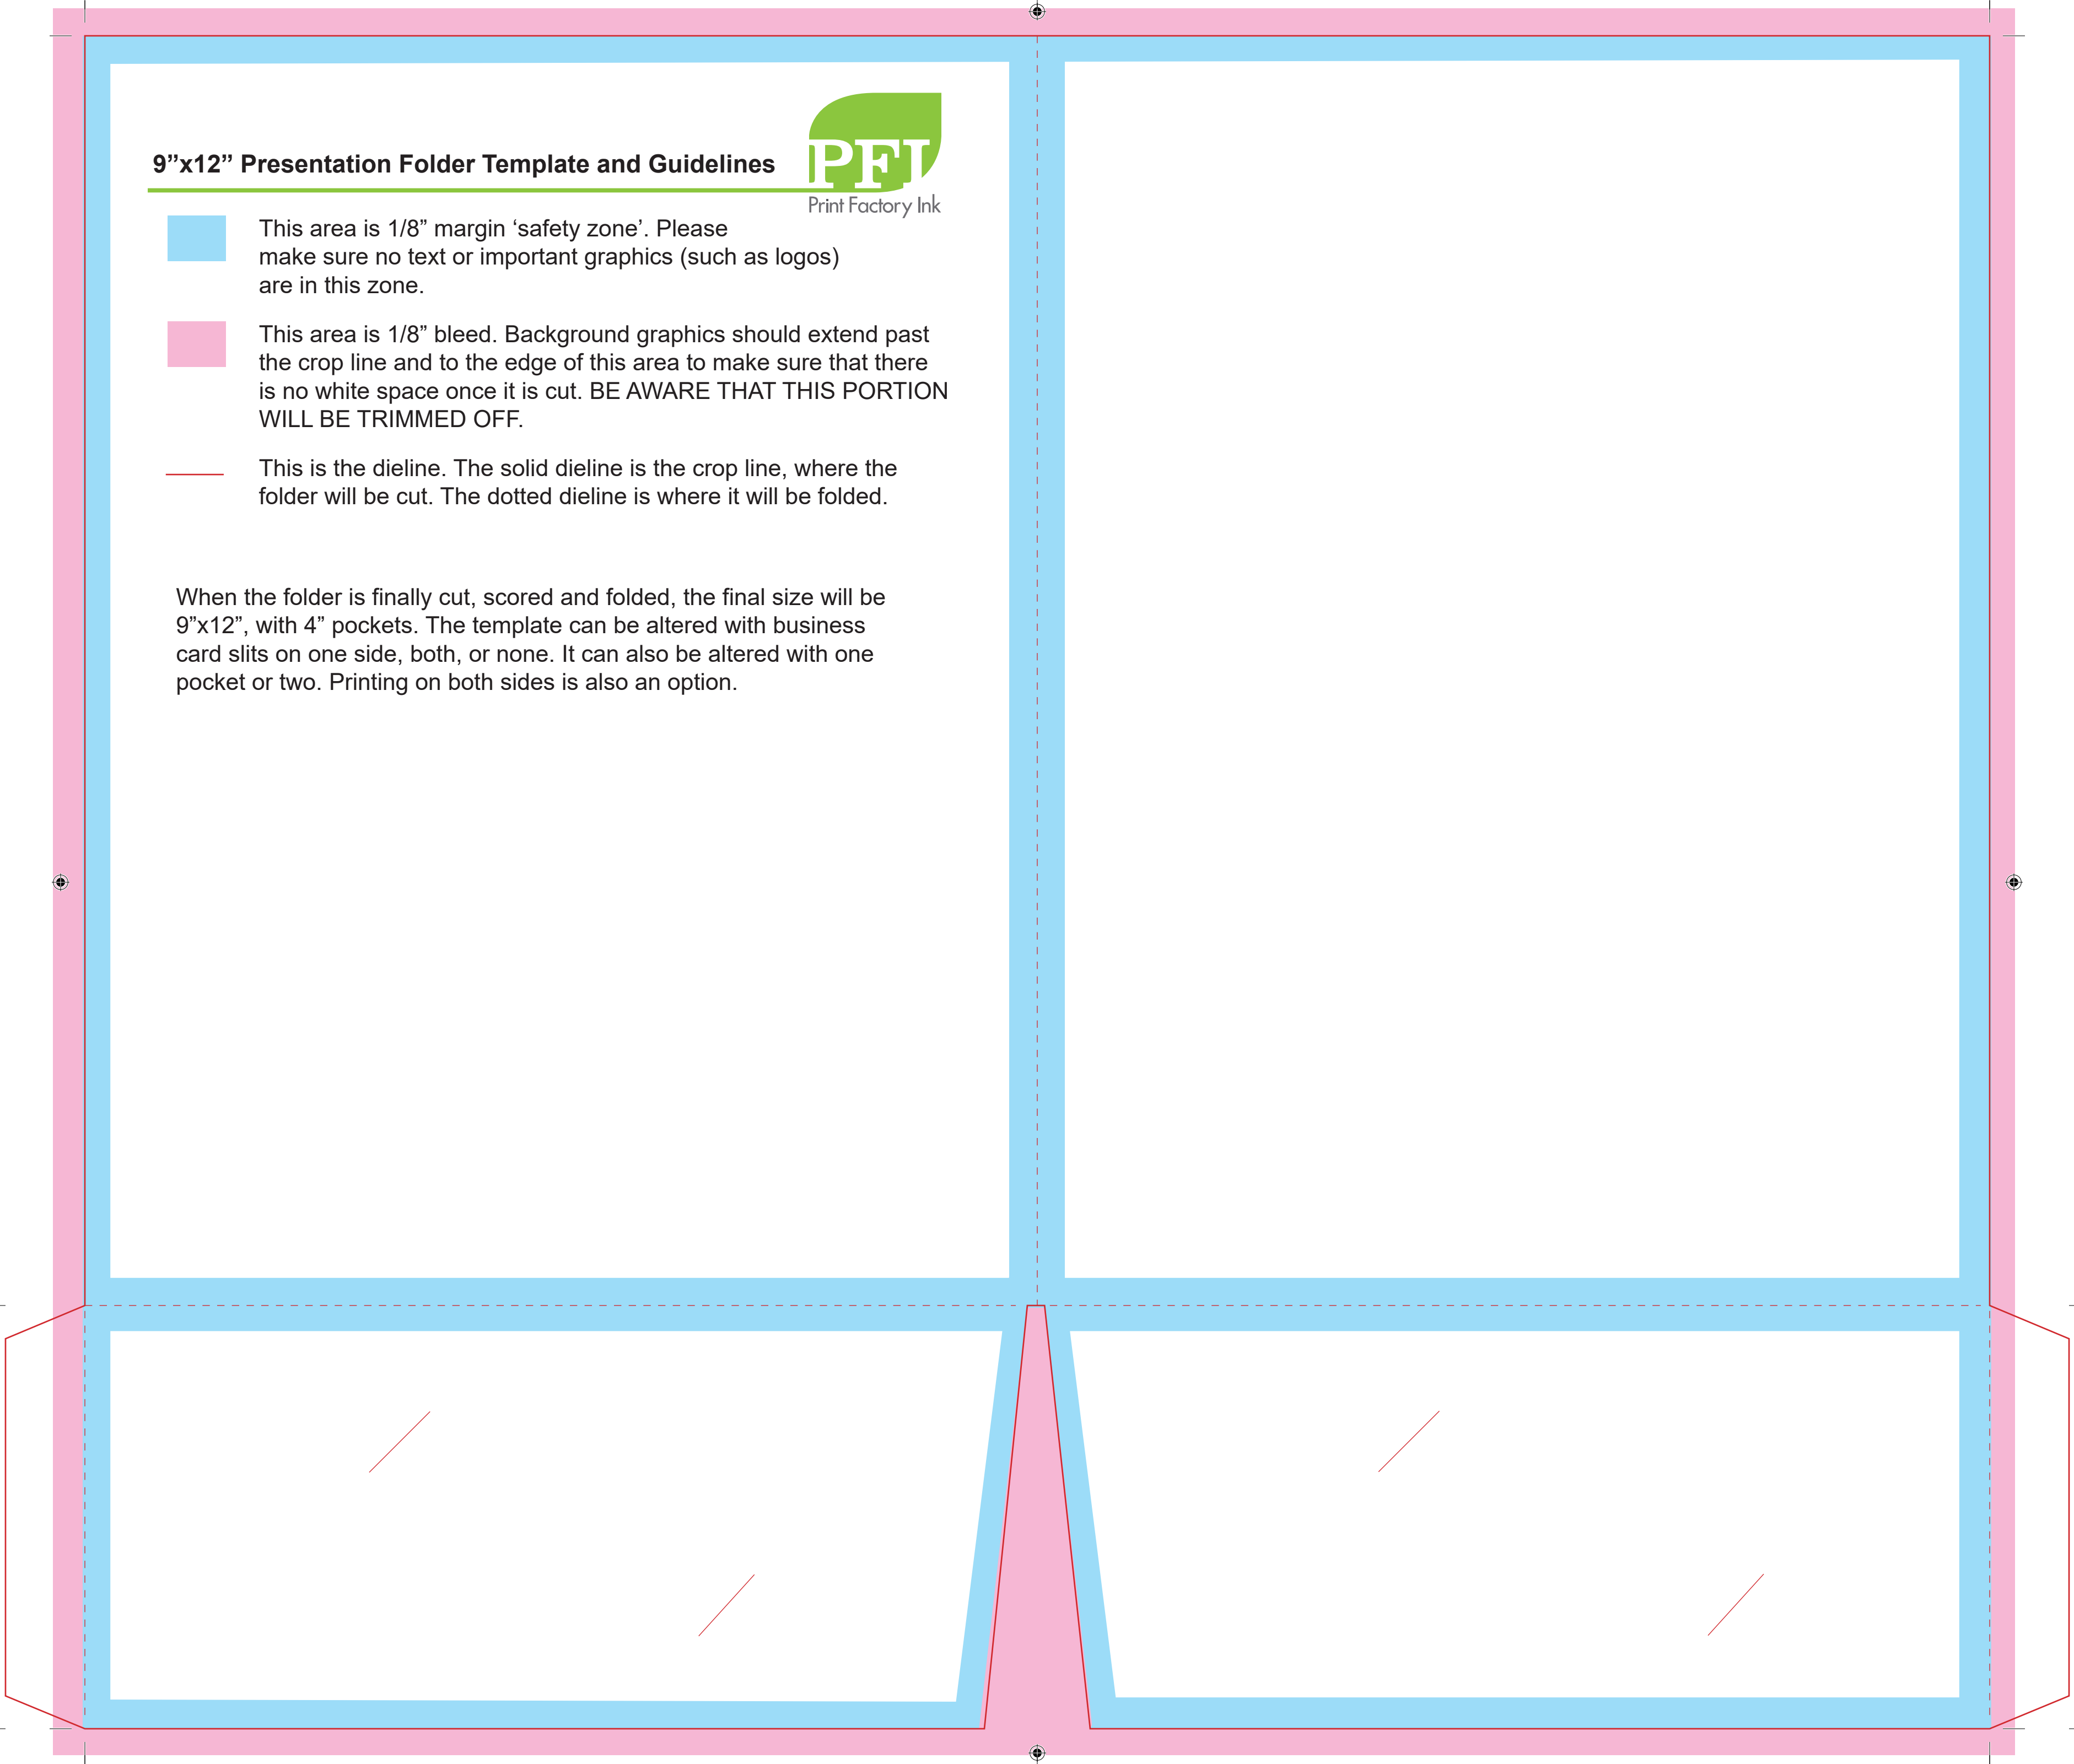 9”x12” Presentation Folder Template and Guidelines
PFI
Print Factory Ink
This area is 1/8” margin ‘safety zone’. Please
make sure no text or important graphics (such as logos)
are in this zone.
This area is 1/8” bleed. Background graphics should extend past
the crop line and to the edge of this area to make sure that there
is no white space once it is cut. BE AWARE THAT THIS PORTION
WILL BE TRIMMED OFF.
This is the dieline. The solid dieline is the crop line, where the
folder will be cut. The dotted dieline is where it will be folded.
When the folder is finally cut, scored and folded, the final size will be
9”x12”, with 4” pockets. The template can be altered with business
card slits on one side, both, or none. It can also be altered with one
pocket or two. Printing on both sides is also an option.